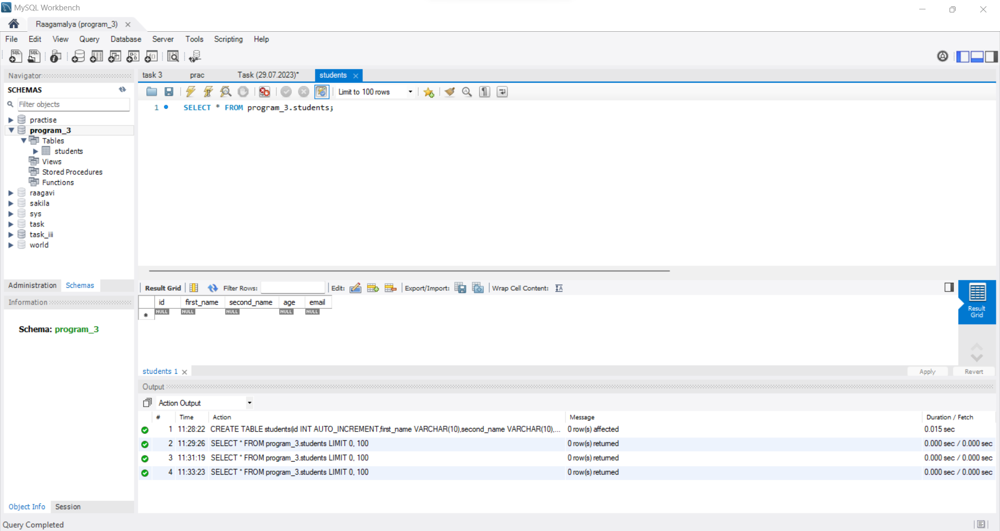 MySQL Workbench
Raagamalya (program_3)
File Edit View Query Database Server Tools Scripting Help
Navigator
SCHEMAS
Filter objects
practise
program_3
Tables
students
Views
Stored Procedures
Functions
raagavi
sakila
sys
task
task_iii
world
Administration Schemas
Information
Schema: program_3
Object Info Session
task 3 prac Task (29.07.2023)* students
Limit to 100 rows
1 SELECT * FROM program_3.students;
Result Grid Filter Rows: Edit: Export/Import: Wrap Cell Content:
id first_name second_name age email
NULL NULL NULL NULL NULL
Result
Grid
students 1
Apply Revert
Output
Action Output
# Time Action Message Duration / Fetch
1 11:28:22 CREATE TABLE students(id INT AUTO_INCREMENT,first_name VARCHAR(10),second_name VARCHAR(10),... 0 row(s) affected 0.015 sec
2 11:29:26 SELECT * FROM program_3.students LIMIT 0, 100 0 row(s) returned 0.000 sec / 0.000 sec
3 11:31:19 SELECT * FROM program_3.students LIMIT 0, 100 0 row(s) returned 0.000 sec / 0.000 sec
4 11:33:23 SELECT * FROM program_3.students LIMIT 0, 100 0 row(s) returned 0.000 sec / 0.000 sec
Query Completed